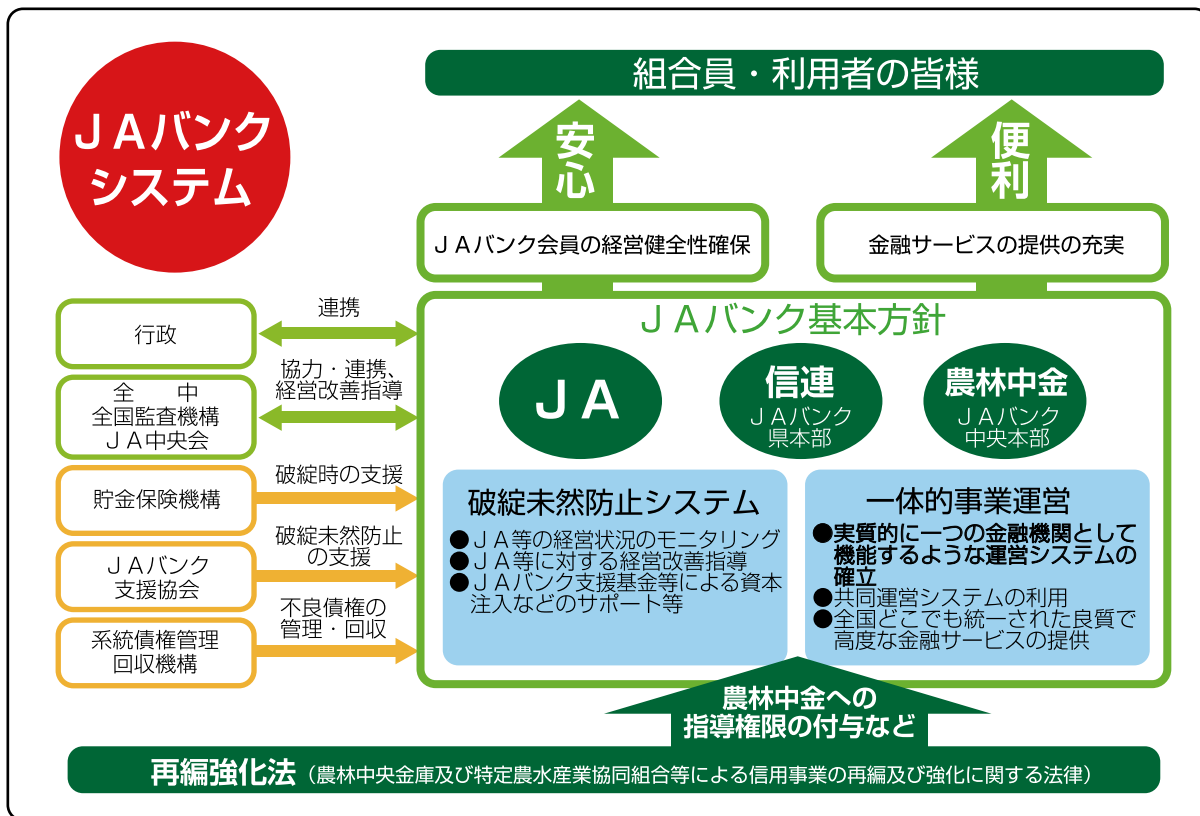 JAバンク
システム
組合員・利用者の皆様
安心
便利
JAバンク会員の経営健全性確保
金融サービスの提供の充実
行政
連携
全　中
全国監査機構
JA中央会
協力・連携、
経営改善指導
貯金保険機構
破綻時の支援
JAバンク
支援協会
破綻未然防止
の支援
系統債権管理
回収機構
不良債権の
管理・回収
JAバンク基本方針
JA
信連
JAバンク
県本部
農林中金
JAバンク
中央本部
破綻未然防止システム
●JA等の経営状況のモニタリング
●JA等に対する経営改善指導
●JAバンク支援基金等による資本
注入などのサポート等
一体的事業運営
●実質的に一つの金融機関として
機能するような運営システムの
確立
●共同運営システムの利用
●全国どこでも統一された良質で
高度な金融サービスの提供
農林中金への
指導権限の付与など
再編強化法（農林中央金庫及び特定農水産業協同組合等による信用事業の再編及び強化に関する法律）